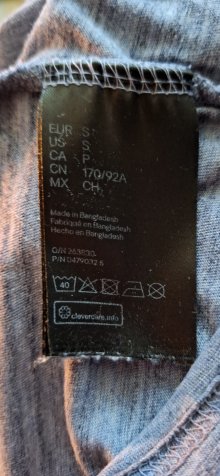 EUR S
US S
CA P
CN 170/92A
MX CH
Made in Bangladesh
Fabriqué en Bangladesh
Hecho en Bangladesh
40
clevercare.info